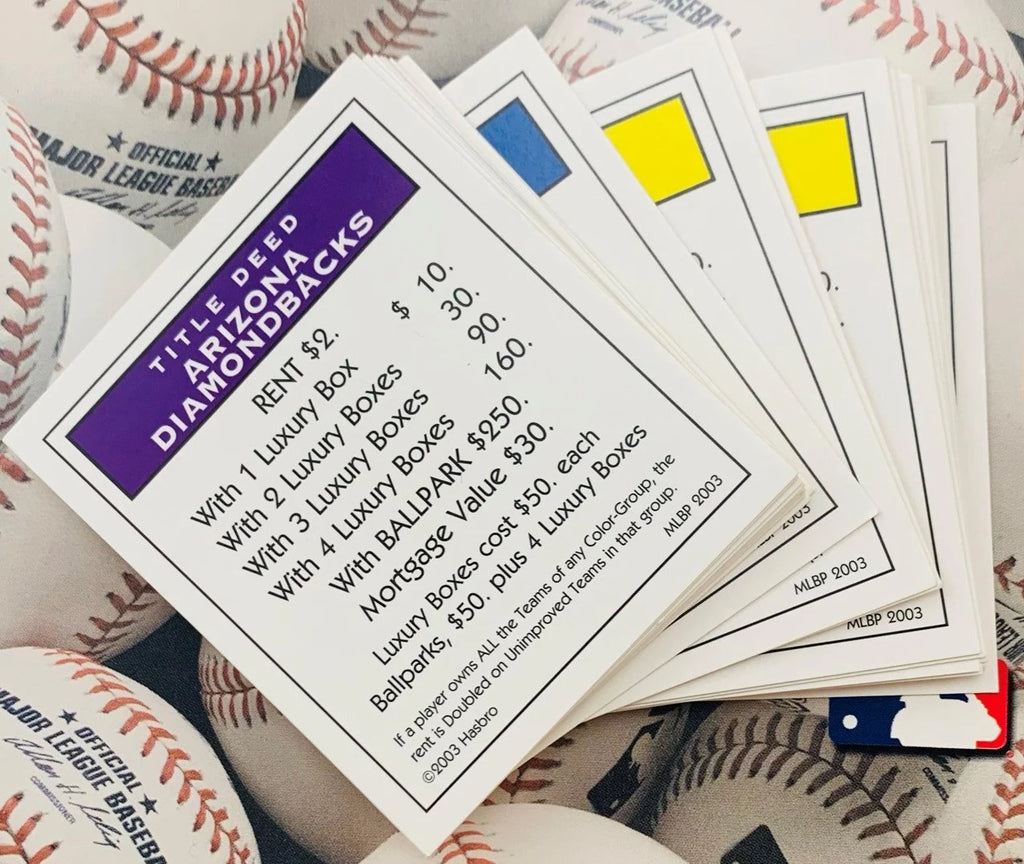 TITLE DEED
ARIZONA
DIAMONDBACKS
RENT $2.
With 1 Luxury Box $ 10.
With 2 Luxury Boxes 30.
With 3 Luxury Boxes 90.
With 4 Luxury Boxes 160.
With BALLPARK $250.
Mortgage Value $30.
Luxury Boxes cost $50. each
Ballparks, $50. plus 4 Luxury Boxes
If a player owns ALL the Teams of any Color-Group, the
rent is Doubled on Unimproved Teams in that group.
©2003 Hasbro MLBP 2003
2003
MLBP 2003
MLBP 2003
OFFICIAL
MAJOR LEAGUE BASEBA
OFFICIAL
MAJOR LEAGUE BASEBA
COMMISSIONER